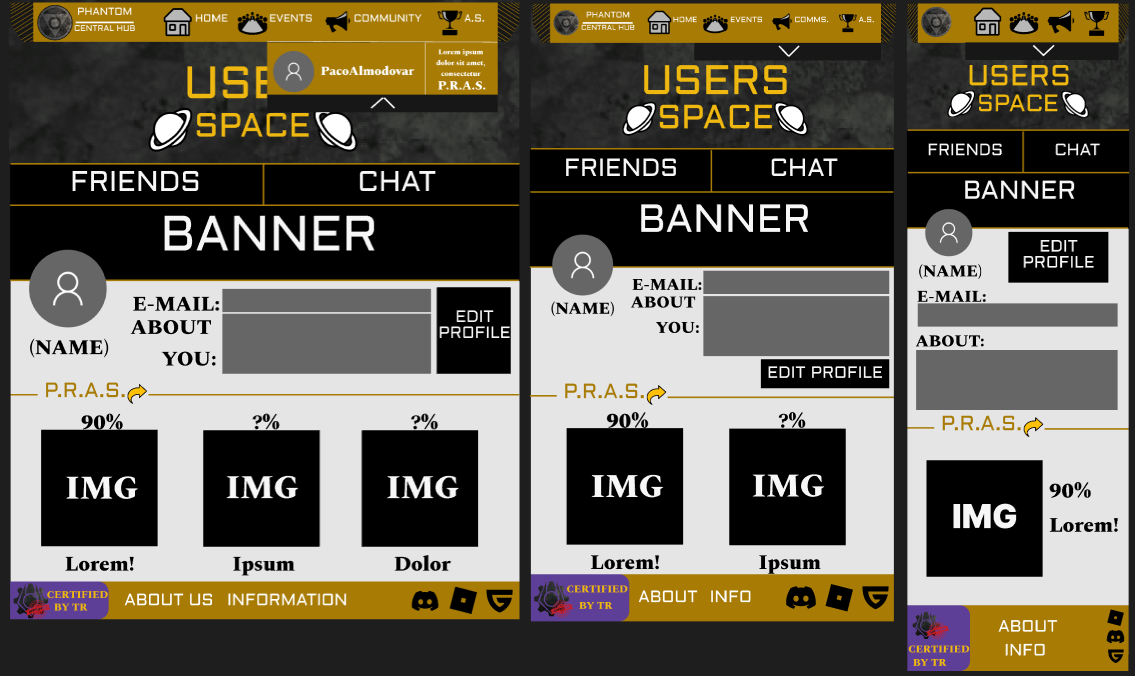 PHANTOM
CENTRAL HUB
HOME
EVENTS
COMMUNITY
A.S.
PacoAlmodovar
Lorem ipsum
dolor sit amet,
consectetur
P.R.A.S.
USE
SPACE
FRIENDS
CHAT
BANNER
(NAME)
E-MAIL:
ABOUT
YOU:
EDIT
PROFILE
P.R.A.S.
90%
?%
?%
IMG
IMG
IMG
Lorem!
Ipsum
Dolor
CERTIFIED
BY TR
ABOUT US
INFORMATION
PHANTOM
CENTRAL HUB
HOME
EVENTS
COMMS.
A.S.
USERS
SPACE
FRIENDS
CHAT
BANNER
(NAME)
E-MAIL:
ABOUT
YOU:
EDIT PROFILE
P.R.A.S.
90%
?%
IMG
IMG
Lorem!
Ipsum
CERTIFIED
BY TR
ABOUT
INFO
USERS
SPACE
FRIENDS
CHAT
BANNER
(NAME)
EDIT
PROFILE
E-MAIL:
ABOUT:
P.R.A.S.
IMG
90%
Lorem!
CERTIFIED
BY TR
ABOUT
INFO